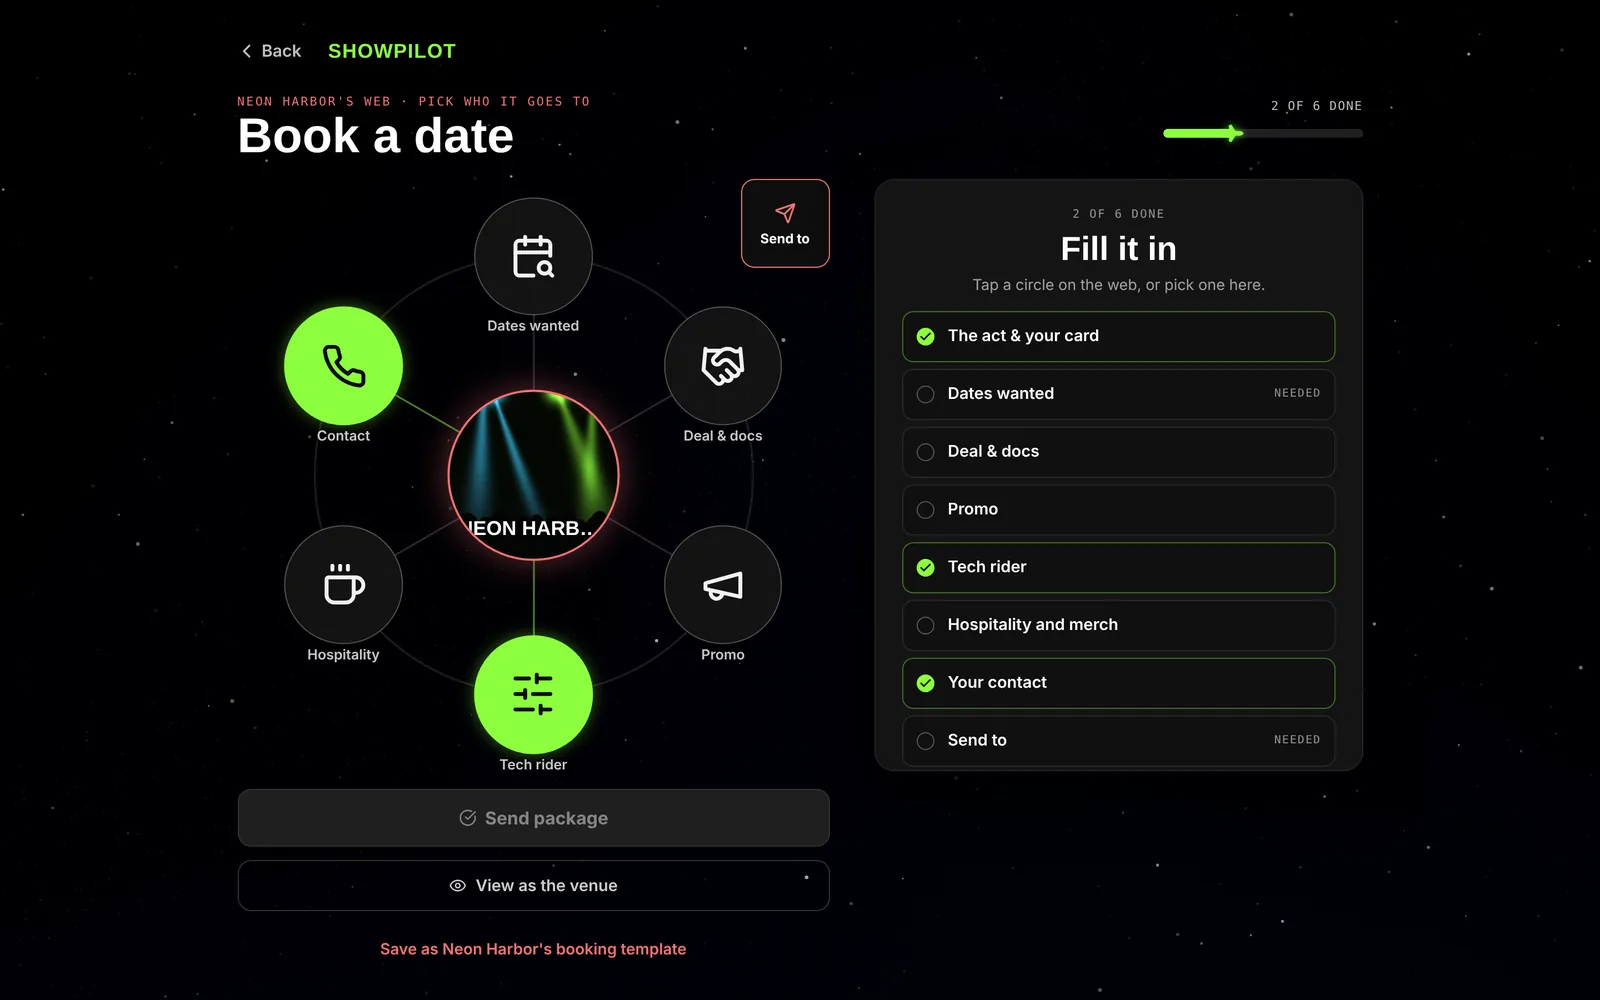 Back
SHOWPILOT
NEON HARBOR'S WEB · PICK WHO IT GOES TO
Book a date
2 OF 6 DONE
Send to
Dates wanted
Contact
Deal & docs
NEON HARB..
Hospitality
Promo
Tech rider
Send package
View as the venue
Save as Neon Harbor's booking template
2 OF 6 DONE
Fill it in
Tap a circle on the web, or pick one here.
The act & your card
Dates wanted NEEDED
Deal & docs
Promo
Tech rider
Hospitality and merch
Your contact
Send to NEEDED